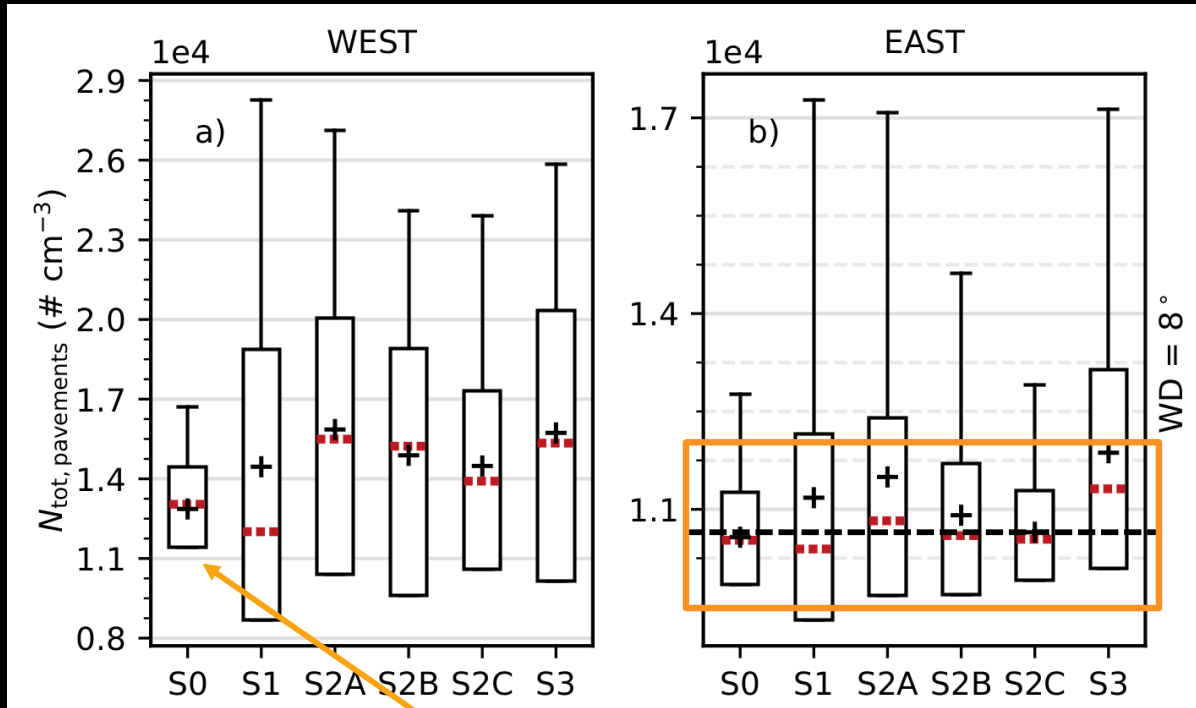 1e4
WEST
a)
2.9
2.6
2.3
2.0
1.7
1.4
1.1
0.8
N_tot, pavements (# cm⁻³)
S0 S1 S2A S2B S2C S3
1e4
EAST
b)
1.7
1.4
1.1
WD = 8°
S0 S1 S2A S2B S2C S3